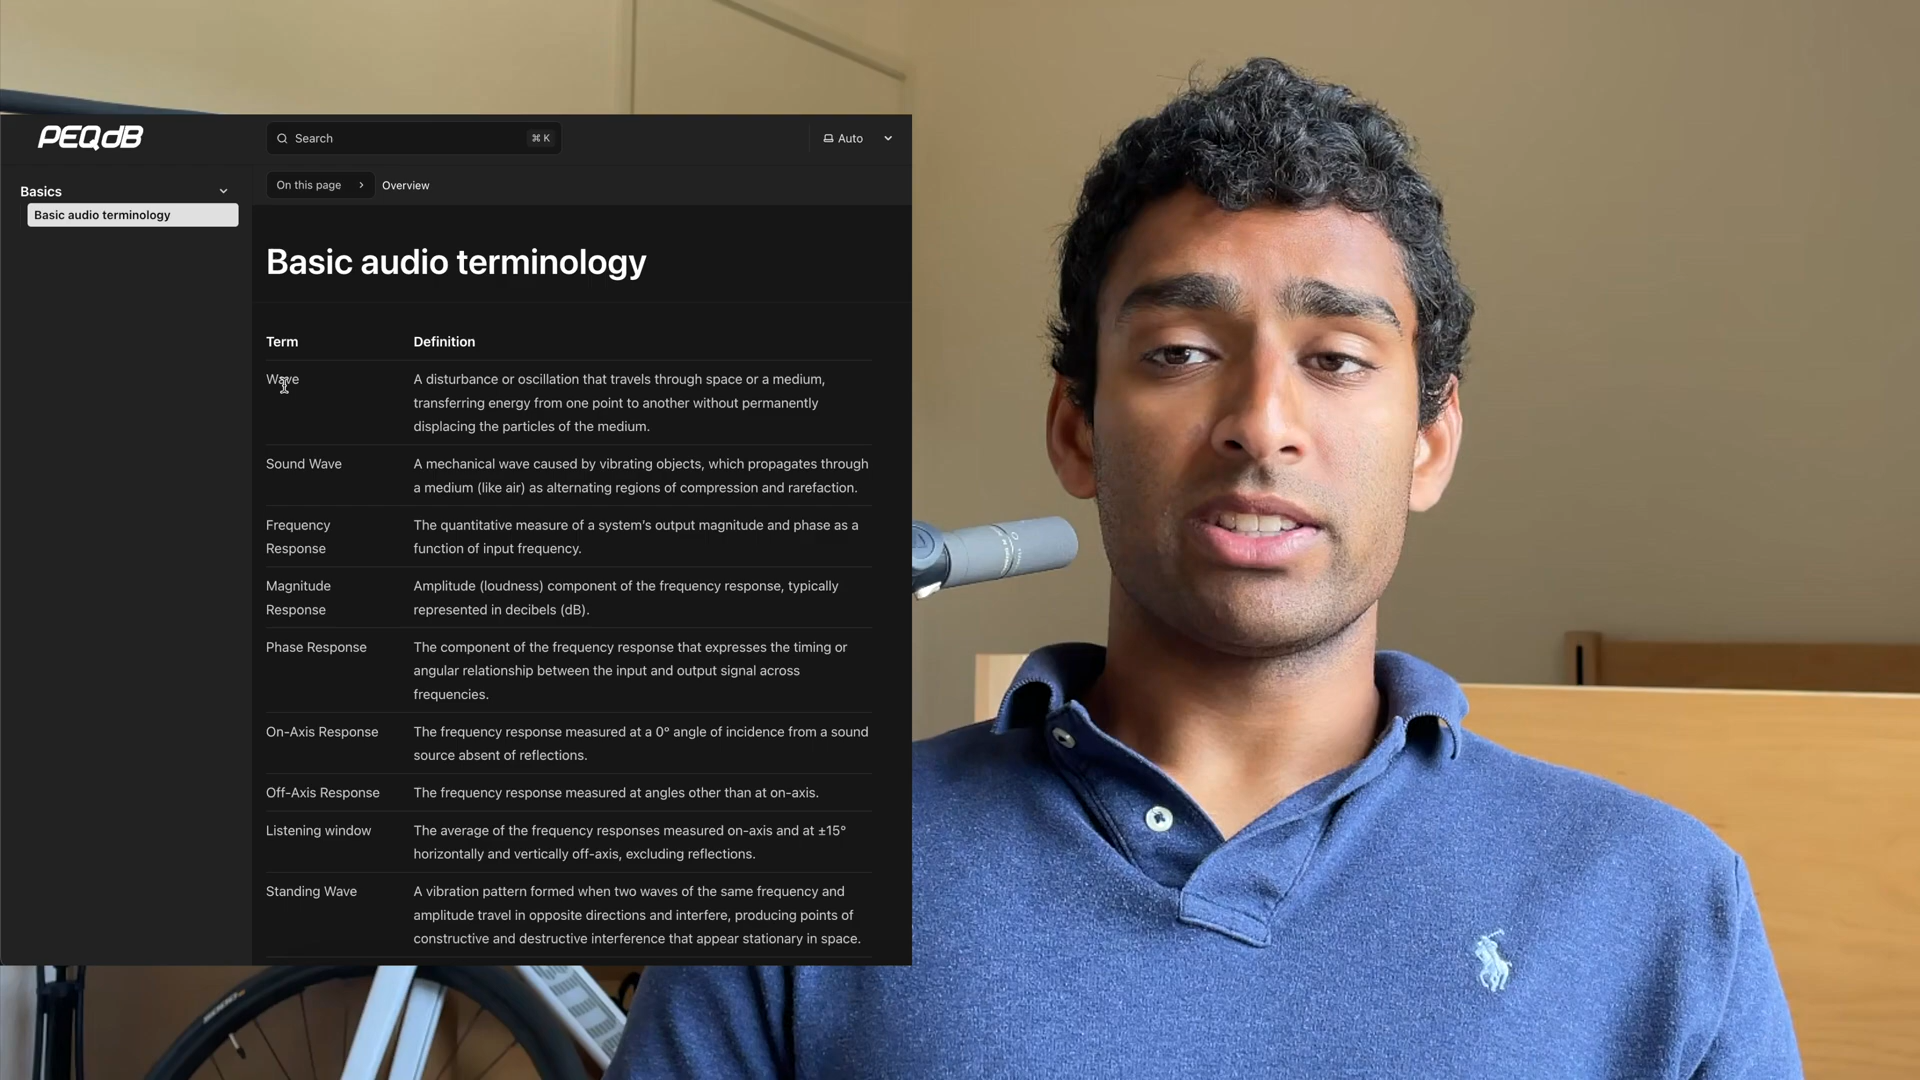 PEQdB
Search
⌘ K
Auto
Basics
Basic audio terminology
On this page
Overview
Basic audio terminology
Term Definition
Wave A disturbance or oscillation that travels through space or a medium,
transferring energy from one point to another without permanently
displacing the particles of the medium.
Sound Wave A mechanical wave caused by vibrating objects, which propagates through
a medium (like air) as alternating regions of compression and rarefaction.
Frequency The quantitative measure of a system's output magnitude and phase as a
Response function of input frequency.
Magnitude Amplitude (loudness) component of the frequency response, typically
Response represented in decibels (dB).
Phase Response The component of the frequency response that expresses the timing or
angular relationship between the input and output signal across
frequencies.
On-Axis Response The frequency response measured at a 0° angle of incidence from a sound
source absent of reflections.
Off-Axis Response The frequency response measured at angles other than at on-axis.
Listening window The average of the frequency responses measured on-axis and at ±15°
horizontally and vertically off-axis, excluding reflections.
Standing Wave A vibration pattern formed when two waves of the same frequency and
amplitude travel in opposite directions and interfere, producing points of
constructive and destructive interference that appear stationary in space.